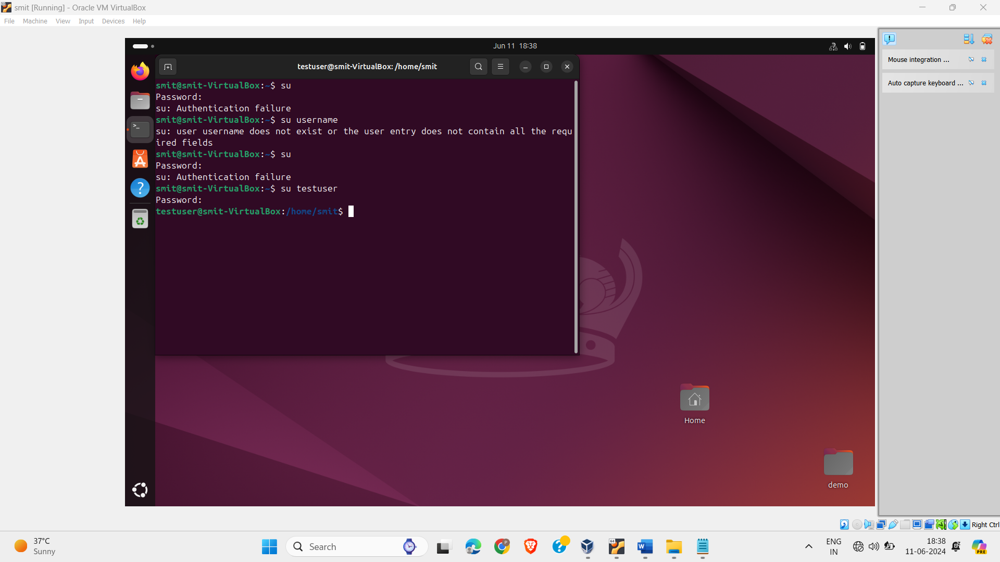 smit [Running] - Oracle VM VirtualBox
File Machine View Input Devices Help
Jun 11 18:38
testuser@smit-VirtualBox: /home/smit
smit@smit-VirtualBox:~$ su
Password:
su: Authentication failure
smit@smit-VirtualBox:~$ su username
su: user username does not exist or the user entry does not contain all the requ
ired fields
smit@smit-VirtualBox:~$ su
Password:
su: Authentication failure
smit@smit-VirtualBox:~$ su testuser
Password:
testuser@smit-VirtualBox:/home/smit$
Mouse integration ...
Auto capture keyboard ...
Home
demo
Right Ctrl
37°C
Sunny
Search
ENG
IN
18:38
11-06-2024
PRE